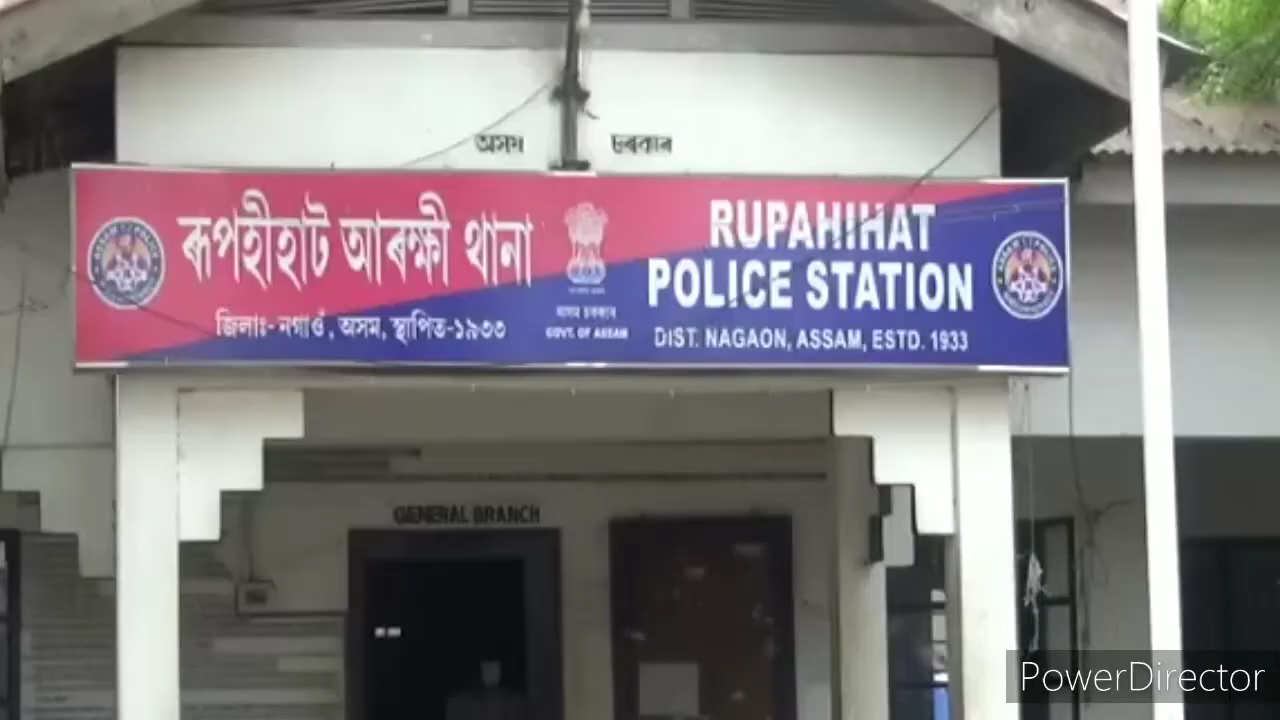 অসম চৰকাৰ
ৰূপহীহাট আৰক্ষী থানা
জিলাঃ- নগাওঁ, অসম, স্থাপিত-১৯৩৩
অসম চৰকাৰ
GOVT. OF ASSAM
RUPAHIHAT
POLICE STATION
DIST. NAGAON, ASSAM, ESTD. 1933
GENERAL BRANCH
PowerDirector